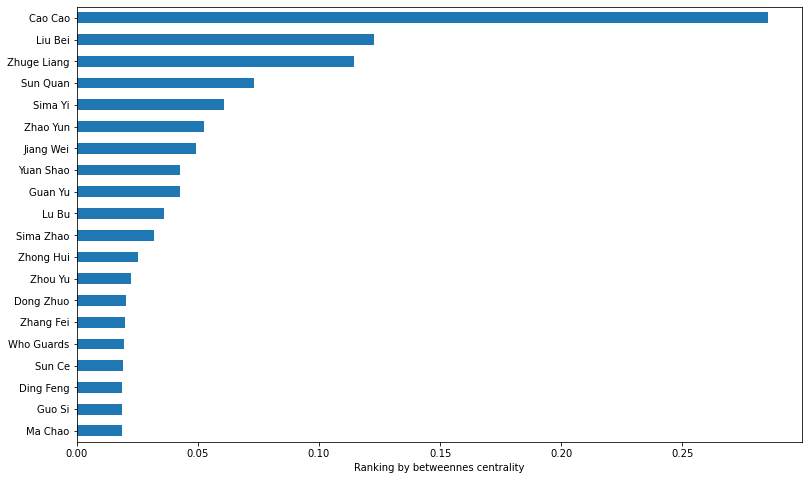 Cao Cao
Liu Bei
Zhuge Liang
Sun Quan
Sima Yi
Zhao Yun
Jiang Wei
Yuan Shao
Guan Yu
Lu Bu
Sima Zhao
Zhong Hui
Zhou Yu
Dong Zhuo
Zhang Fei
Who Guards
Sun Ce
Ding Feng
Guo Si
Ma Chao
0.00 0.05 0.10 0.15 0.20 0.25
Ranking by betweennes centrality